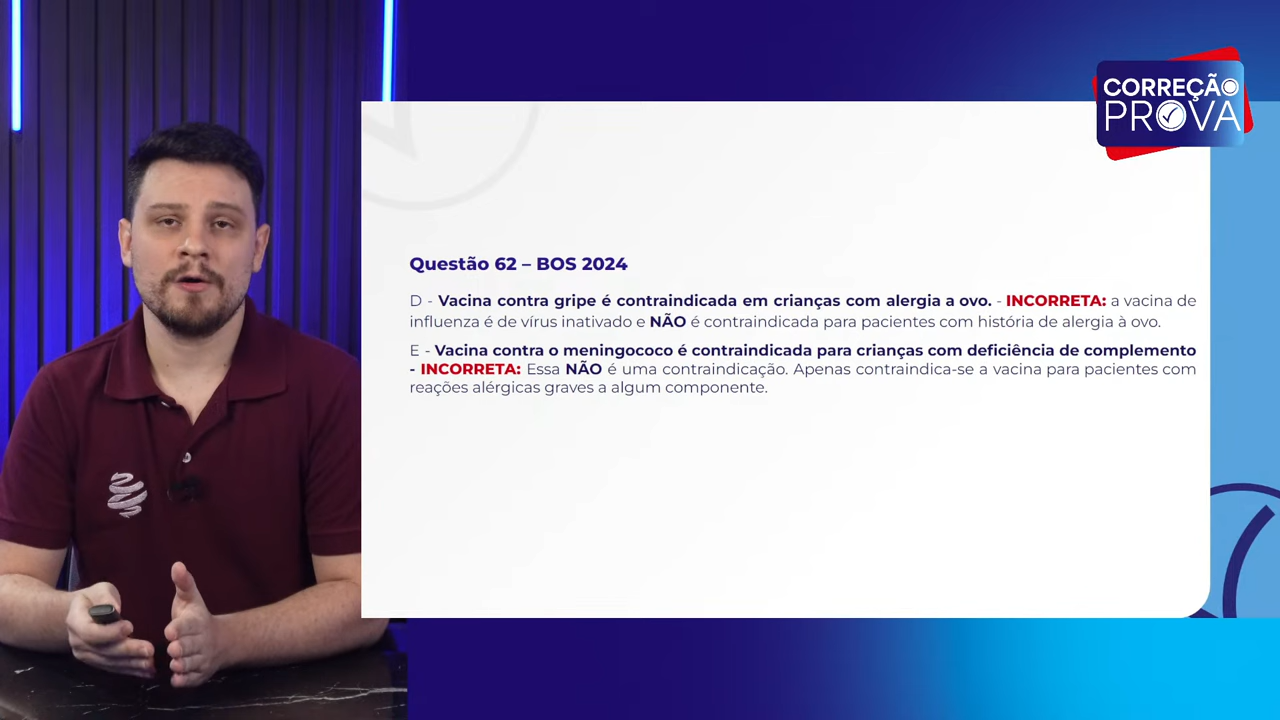 CORREÇÃO
PROVA
Questão 62 – BOS 2024
D - Vacina contra gripe é contraindicada em crianças com alergia a ovo. - INCORRETA: a vacina de
influenza é de vírus inativado e NÃO é contraindicada para pacientes com história de alergia à ovo.
E - Vacina contra o meningococo é contraindicada para crianças com deficiência de complemento
- INCORRETA: Essa NÃO é uma contraindicação. Apenas contraindica-se a vacina para pacientes com
reações alérgicas graves a algum componente.